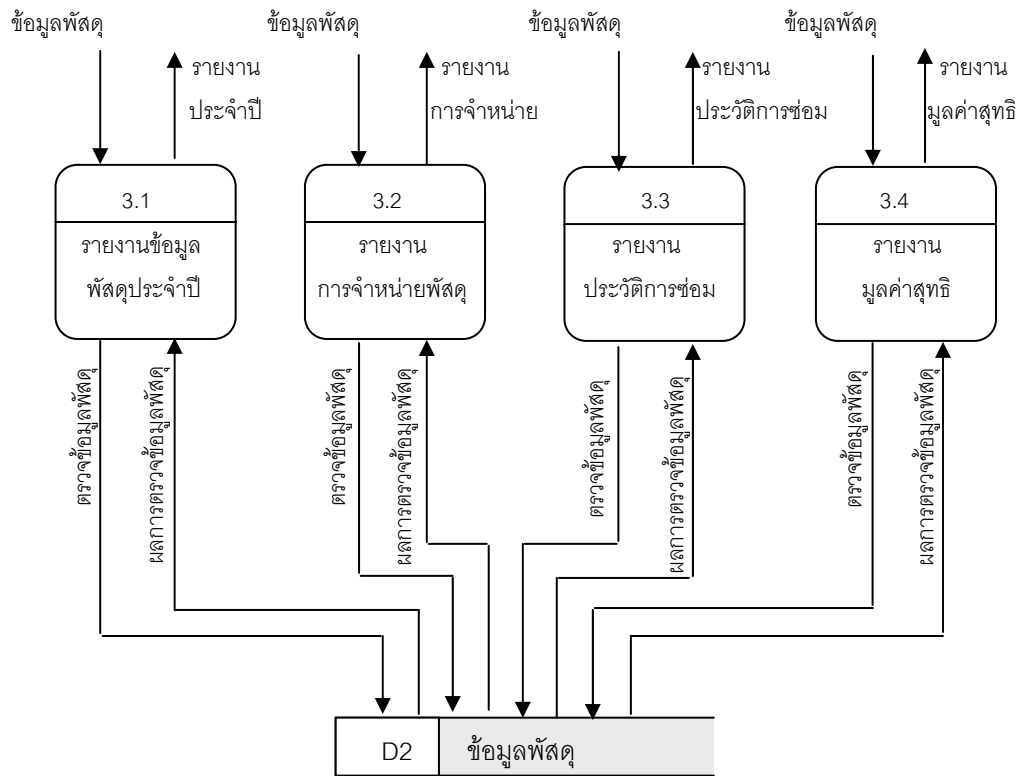 ข้อมูลพัสดุ
รายงาน
ประจำปี
ข้อมูลพัสดุ
รายงาน
การจำหน่าย
ข้อมูลพัสดุ
รายงาน
ประวัติการซ่อม
ข้อมูลพัสดุ
รายงาน
มูลค่าสุทธิ
3.1
รายงานข้อมูล
พัสดุประจำปี
3.2
รายงาน
การจำหน่ายพัสดุ
3.3
รายงาน
ประวัติการซ่อม
3.4
รายงาน
มูลค่าสุทธิ
ตรวจข้อมูลพัสดุ
ผลการตรวจข้อมูลพัสดุ
ตรวจข้อมูลพัสดุ
ผลการตรวจข้อมูลพัสดุ
ตรวจข้อมูลพัสดุ
ผลการตรวจข้อมูลพัสดุ
ตรวจข้อมูลพัสดุ
ผลการตรวจข้อมูลพัสดุ
D2
ข้อมูลพัสดุ